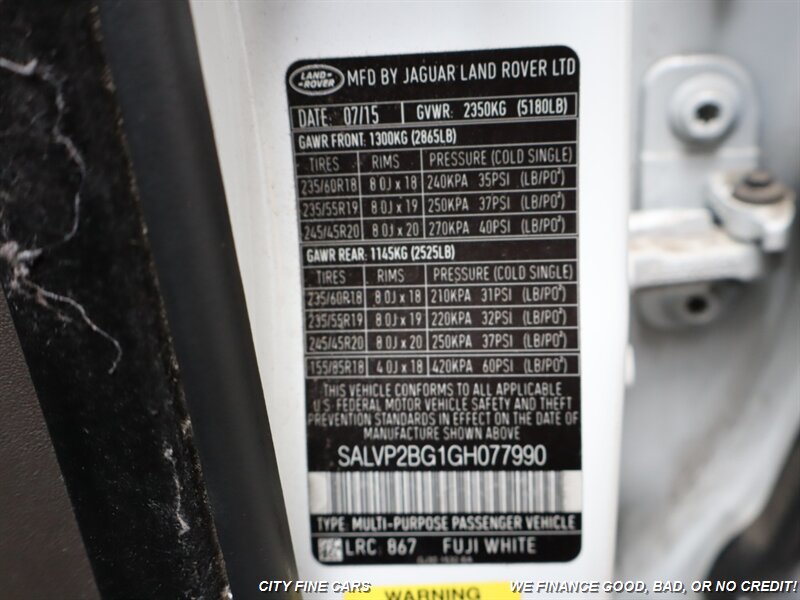 LAND ROVER MFD BY JAGUAR LAND ROVER LTD
DATE: 07/15 GVWR: 2350KG (5180LB)
GAWR FRONT: 1300KG (2865LB)
TIRES RIMS PRESSURE (COLD SINGLE)
235/60R18 8.0J x 18 240KPA 35PSI (LB/PO²)
235/55R19 8.0J x 19 250KPA 37PSI (LB/PO²)
245/45R20 8.0J x 20 270KPA 40PSI (LB/PO²)
GAWR REAR: 1145KG (2525LB)
TIRES RIMS PRESSURE (COLD SINGLE)
235/60R18 8.0J x 18 210KPA 31PSI (LB/PO²)
235/55R19 8.0J x 19 220KPA 32PSI (LB/PO²)
245/45R20 8.0J x 20 250KPA 37PSI (LB/PO²)
155/85R18 4.0J x 18 420KPA 60PSI (LB/PO²)
THIS VEHICLE CONFORMS TO ALL APPLICABLE
U.S. FEDERAL MOTOR VEHICLE SAFETY AND THEFT
PREVENTION STANDARDS IN EFFECT ON THE DATE OF
MANUFACTURE SHOWN ABOVE
SALVP2BG1GH077990
TYPE: MULTI-PURPOSE PASSENGER VEHICLE
LRC: 867 FUJI WHITE
WARNING
CITY FINE CARS WE FINANCE GOOD, BAD, OR NO CREDIT!